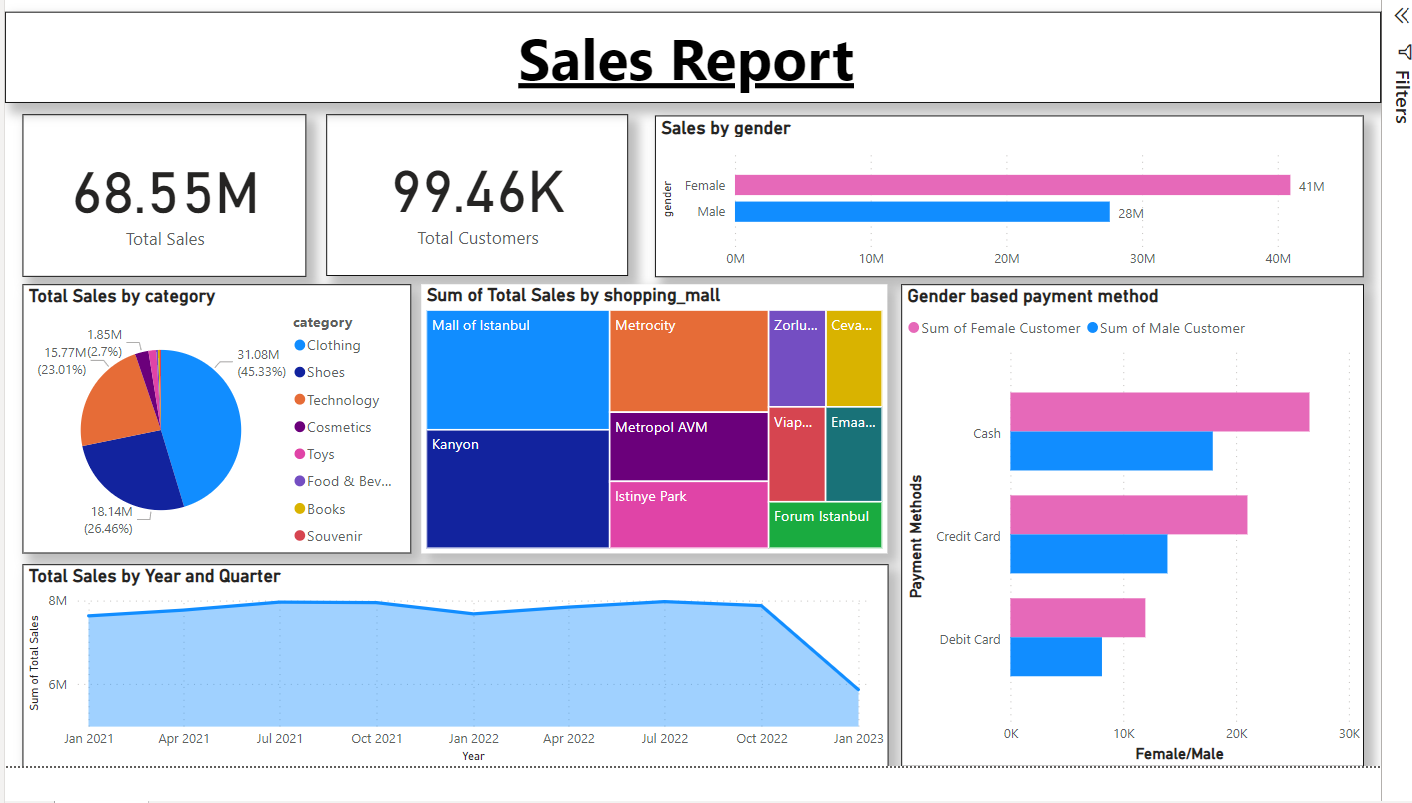 Sales Report
Filters
68.55M
Total Sales
99.46K
Total Customers
Sales by gender
gender
Female
41M
Male
28M
0M 10M 20M 30M 40M
Total Sales by category
1.85M
(2.7%)
15.77M
(23.01%)
31.08M
(45.33%)
18.14M
(26.46%)
category
Clothing
Shoes
Technology
Cosmetics
Toys
Food & Bev...
Books
Souvenir
Sum of Total Sales by shopping_mall
Mall of Istanbul
Kanyon
Metrocity
Metropol AVM
Istinye Park
Zorlu...
Ceva...
Viap...
Emaa...
Forum Istanbul
Gender based payment method
Sum of Female Customer Sum of Male Customer
Payment Methods
Cash
Credit Card
Debit Card
0K 10K 20K 30K
Female/Male
Total Sales by Year and Quarter
Sum of Total Sales
8M
6M
Jan 2021 Apr 2021 Jul 2021 Oct 2021 Jan 2022 Apr 2022 Jul 2022 Oct 2022 Jan 2023
Year